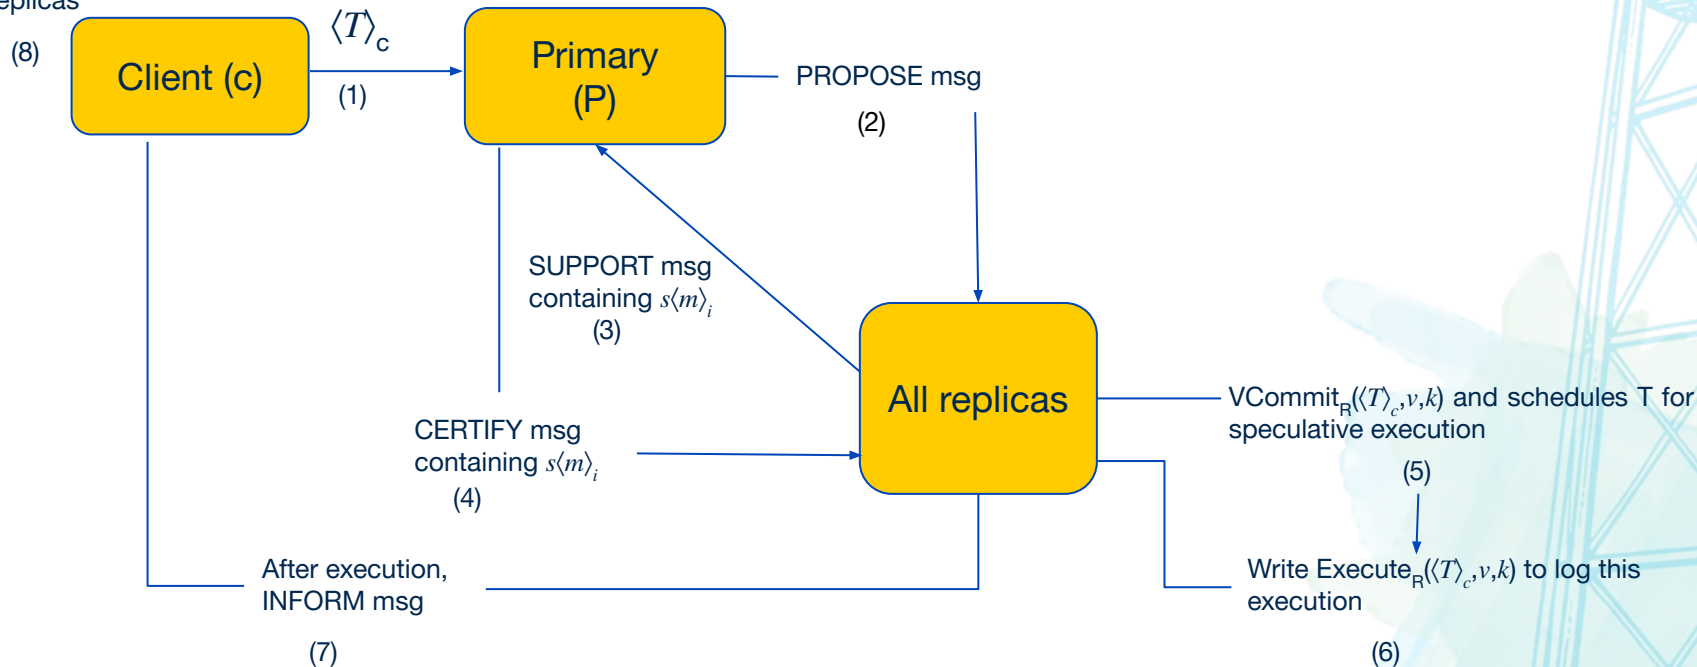 (8)
Client (c)
⟨T⟩c
(1)
Primary
(P)
PROPOSE msg
(2)
SUPPORT msg
containing s⟨m⟩i
(3)
All replicas
CERTIFY msg
containing s⟨m⟩i
(4)
VCommitR(⟨T⟩c,v,k) and schedules T for
speculative execution
(5)
After execution,
INFORM msg
(7)
Write ExecuteR(⟨T⟩c,v,k) to log this
execution
(6)